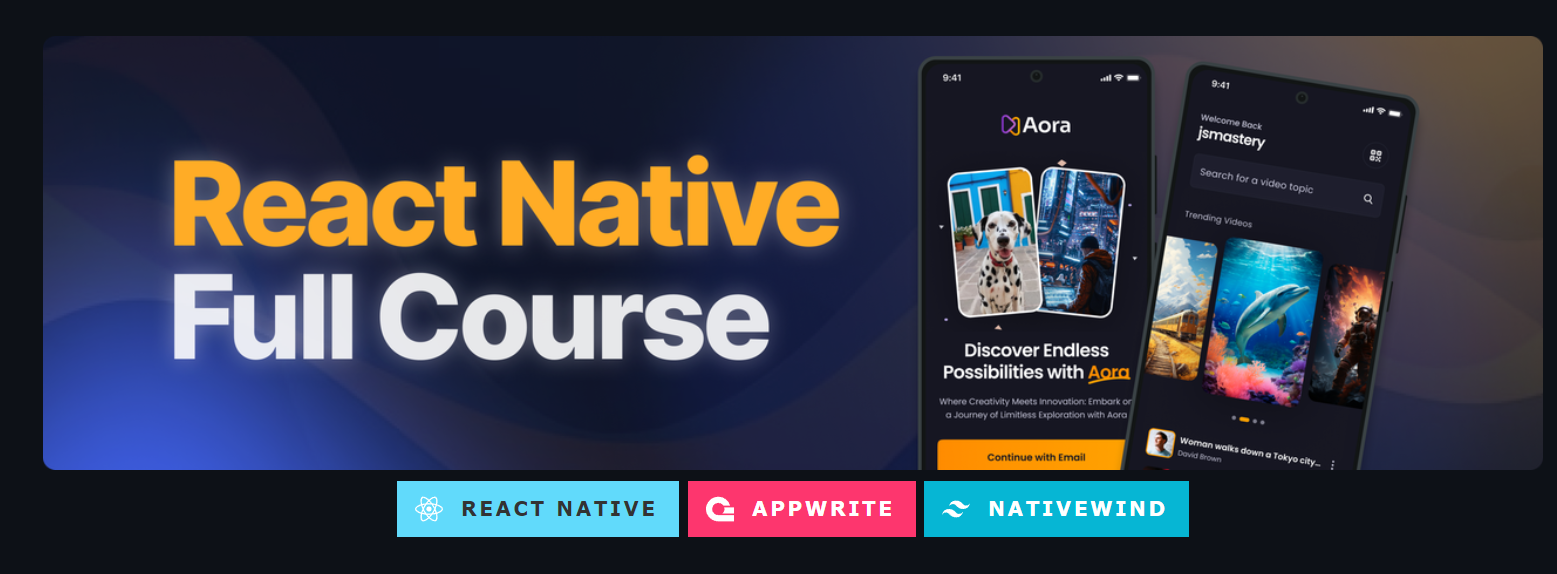 React Native
Full Course
9:41
Aora
Discover Endless
Possibilities with Aora
Where Creativity Meets Innovation: Embark on
a Journey of Limitless Exploration with Aora
Continue with Email
9:41
Welcome Back
jsmastery
Search for a video topic
Trending Videos
Woman walks down a Tokyo city...
David Brown
REACT NATIVE
APPWRITE
NATIVEWIND